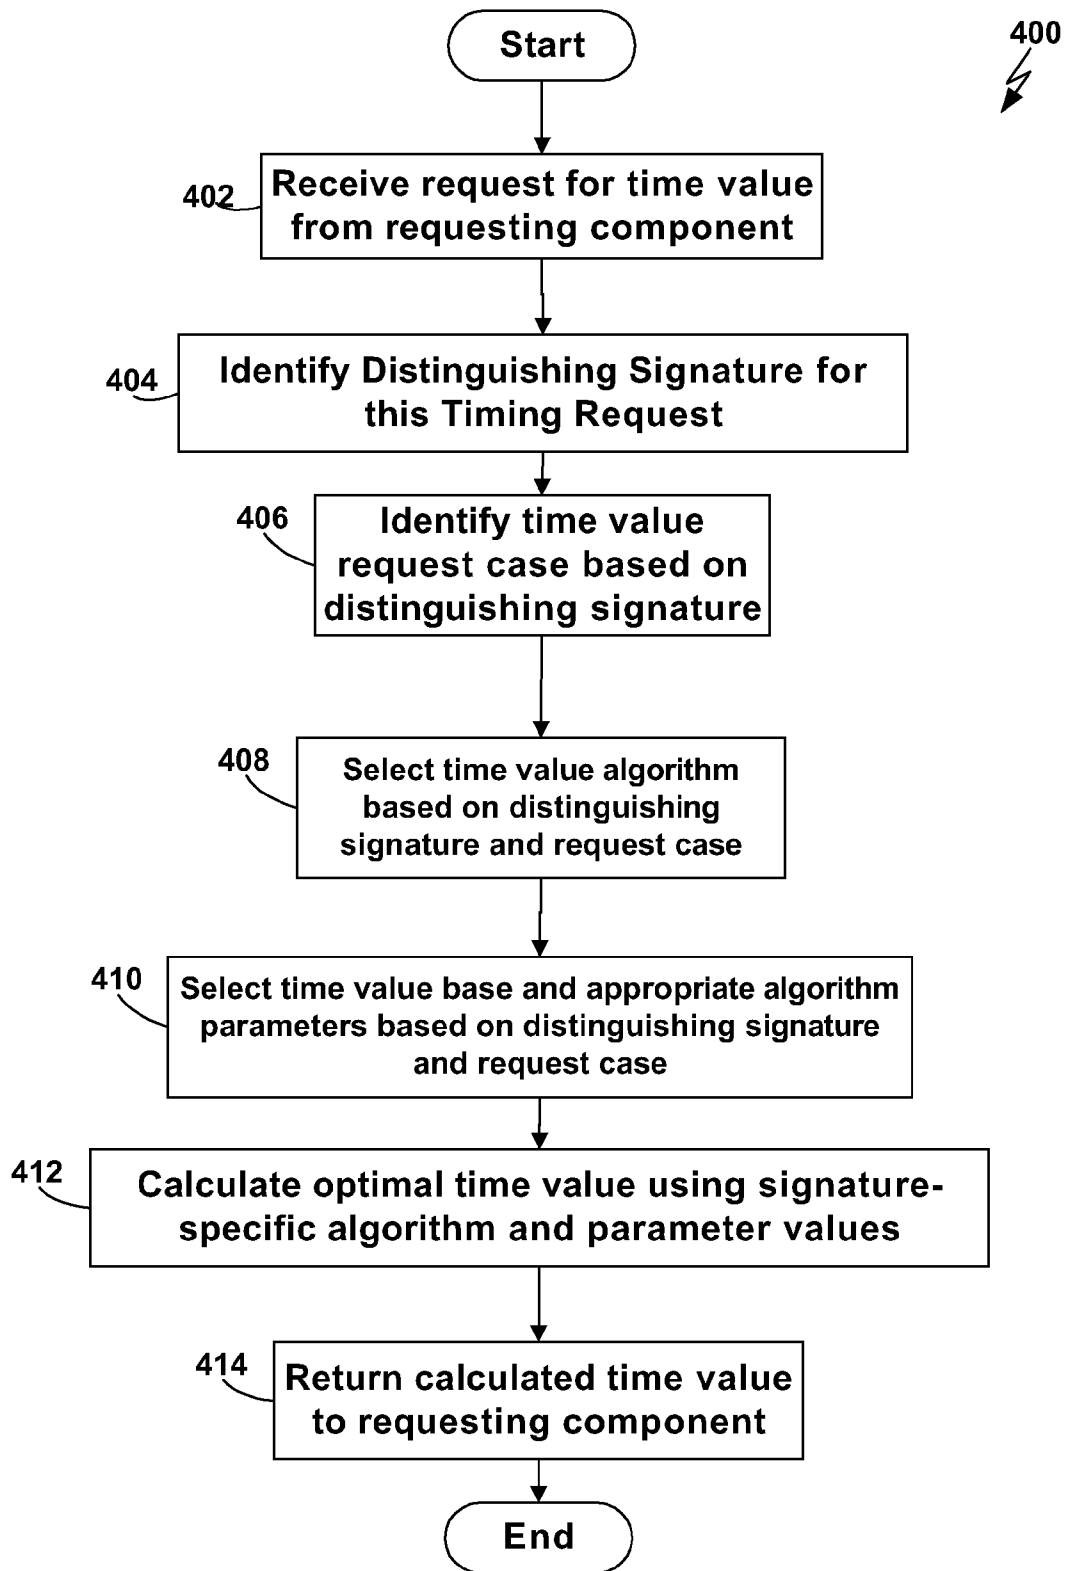 Start
400
402
Receive request for time value
from requesting component
404
Identify Distinguishing Signature for
this Timing Request
406
Identify time value
request case based on
distinguishing signature
408
Select time value algorithm
based on distinguishing
signature and request case
410
Select time value base and appropriate algorithm
parameters based on distinguishing signature
and request case
412
Calculate optimal time value using signature-
specific algorithm and parameter values
414
Return calculated time value
to requesting component
End